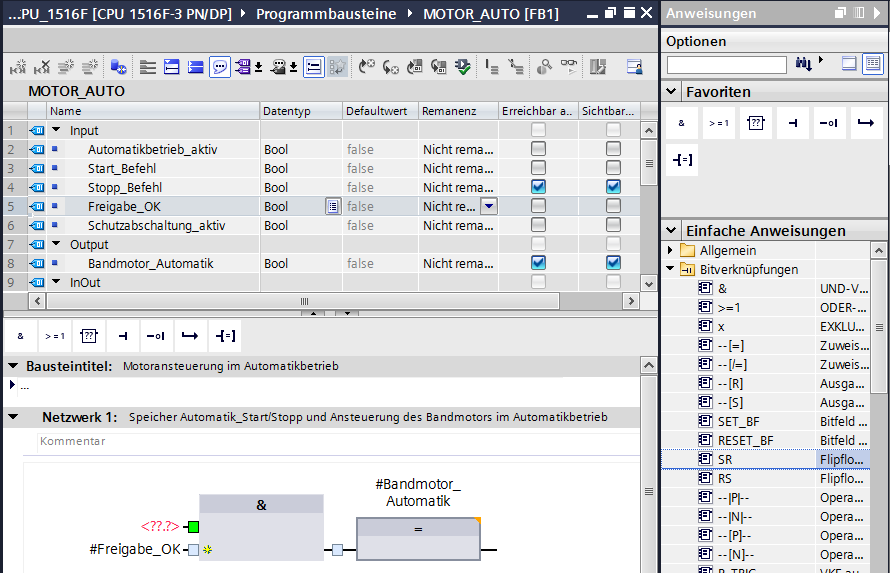 ...PU_1516F [CPU 1516F-3 PN/DP] Programmbausteine MOTOR_AUTO [FB1]
MOTOR_AUTO
Name Datentyp Defaultwert Remanenz Erreichbar a.. Sichtbar...
1 Input
2 Automatikbetrieb_aktiv Bool false Nicht rema...
3 Start_Befehl Bool false Nicht rema...
4 Stopp_Befehl Bool false Nicht rema...
5 Freigabe_OK Bool false Nicht re...
6 Schutzabschaltung_aktiv Bool false Nicht rema...
7 Output
8 Bandmotor_Automatik Bool false Nicht rema...
9 InOut
& >=1 ?? -| -o| -[=]
Bausteintitel: Motoransteuerung im Automatikbetrieb
...
Netzwerk 1: Speicher Automatik_Start/Stopp und Ansteuerung des Bandmotors im Automatikbetrieb
Kommentar
#Bandmotor_
Automatik
&
=
<??.?>
#Freigabe_OK
Anweisungen
Optionen
Favoriten
& >=1 ?? -| -o|
-[=]
Einfache Anweisungen
Allgemein
Bitverknüpfungen
& UND-V...
>=1 ODER-...
x EXKLU...
--[=] Zuweis...
--[/=] Zuweis...
--[R] Ausga...
--[S] Ausga...
SET_BF Bitfeld ...
RESET_BF Bitfeld ...
SR Flipflo...
RS Flipflo...
--|P|-- Opera...
--|N|-- Opera...
--[P]-- Opera...
--[N]-- Opera...